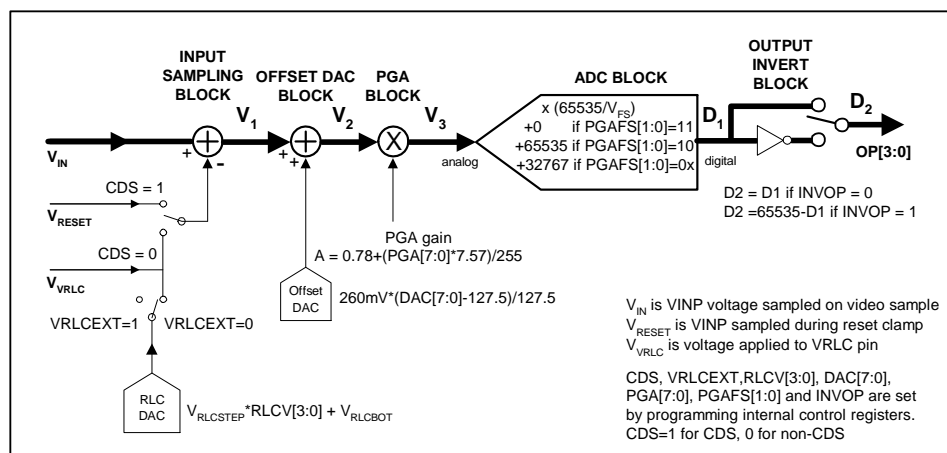 INPUT
SAMPLING
BLOCK
OFFSET DAC
BLOCK
PGA
BLOCK
ADC BLOCK
OUTPUT
INVERT
BLOCK
V1
V2
V3
D1
D2
x (65535/VFS)
+0 if PGAFS[1:0]=11
+65535 if PGAFS[1:0]=10
+32767 if PGAFS[1:0]=0x
+
-
+
+
+
X
+
analog
digital
VIN
OP[3:0]
CDS = 1
VRESET
D2 = D1 if INVOP = 0
D2 =65535-D1 if INVOP = 1
CDS = 0
PGA gain
A = 0.78+(PGA[7:0]*7.57)/255
VVRLC
Offset
DAC
260mV*(DAC[7:0]-127.5)/127.5
VRLCEXT=1
VRLCEXT=0
VIN is VINP voltage sampled on video sample
VRESET is VINP sampled during reset clamp
VVRLC is voltage applied to VRLC pin
RLC
DAC
VRLCSTEP*RLCV[3:0] + VRLCBOT
CDS, VRLCEXT,RLCV[3:0], DAC[7:0],
PGA[7:0], PGAFS[1:0] and INVOP are set
by programming internal control registers.
CDS=1 for CDS, 0 for non-CDS